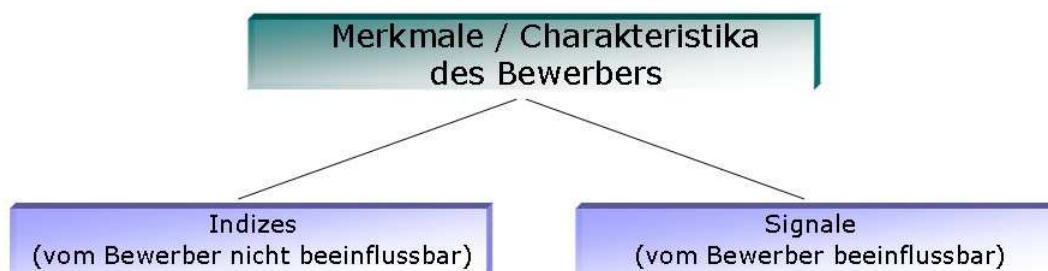 Merkmale / Charakteristika
des Bewerbers
Indizes
(vom Bewerber nicht beeinflussbar)
Signale
(vom Bewerber beeinflussbar)